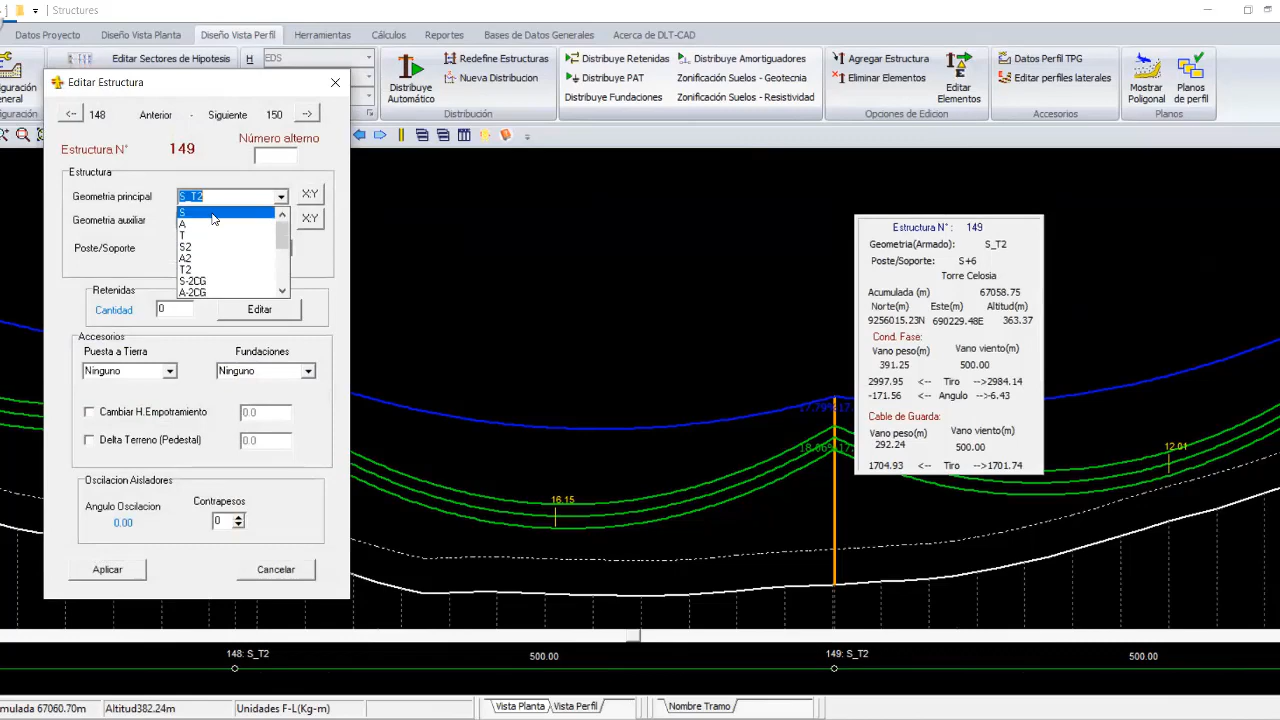 Structures
Datos Proyecto
Diseño Vista Planta
Diseño Vista Perfil
Herramientas
Cálculos
Reportes
Bases de Datos Generales
Acerca de DLT-CAD
Editar Sectores de Hipotesis
H
EDS
Distribuye
Automático
Redefine Estructuras
Nueva Distribucion
Distribución
Distribuye Retenidas
Distribuye Amortiguadores
Distribuye PAT
Zonificación Suelos - Geotecnia
Distribuye Fundaciones
Zonificación Suelos - Resistividad
Agregar Estructura
Eliminar Elementos
Editar
Elementos
Opciones de Edicion
Datos Perfil TPG
Editar perfiles laterales
Accesorios
Mostrar
Poligonal
Planos
de perfil
Planos
Editar Estructura
<--
148
Anterior
-
Siguiente
150
-->
Número alterno
Estructura N°
149
Estructura
Geometria principal
S_T2
X;Y
Geometria auxiliar
X;Y
Poste/Soporte
S
A
T
S2
A2
T2
S-2CG
A-2CG
Retenidas
Cantidad
0
Editar
Accesorios
Puesta a Tierra
Fundaciones
Ninguno
Ninguno
Cambiar H.Empotramiento
0.0
Delta Terreno (Pedestal)
0.0
Oscilacion Aisladores
Angulo Oscilacion
0.00
Contrapesos
0
Aplicar
Cancelar
Estructura N° :
149
Geometria(Armado):
S_T2
Poste/Soporte:
S+6
Torre Celosia
Acumulada (m)
67058.75
Norte(m)
Este(m)
Altitud(m)
9256015.23N
690229.48E
363.37
Cond. Fase:
Vano peso(m)
Vano viento(m)
391.25
500.00
2997.95 <-- Tiro -->2984.14
-171.56 <-- Angulo -->-6.43
Cable de Guarda:
Vano peso(m)
Vano viento(m)
292.24
500.00
1704.93 <-- Tiro -->1701.74
16.15
12.01
148: S_T2
500.00
149: S_T2
500.00
mulada 67060.70m
Altitud382.24m
Unidades F-L(Kg-m)
Vista Planta
Vista Perfil
Nombre Tramo